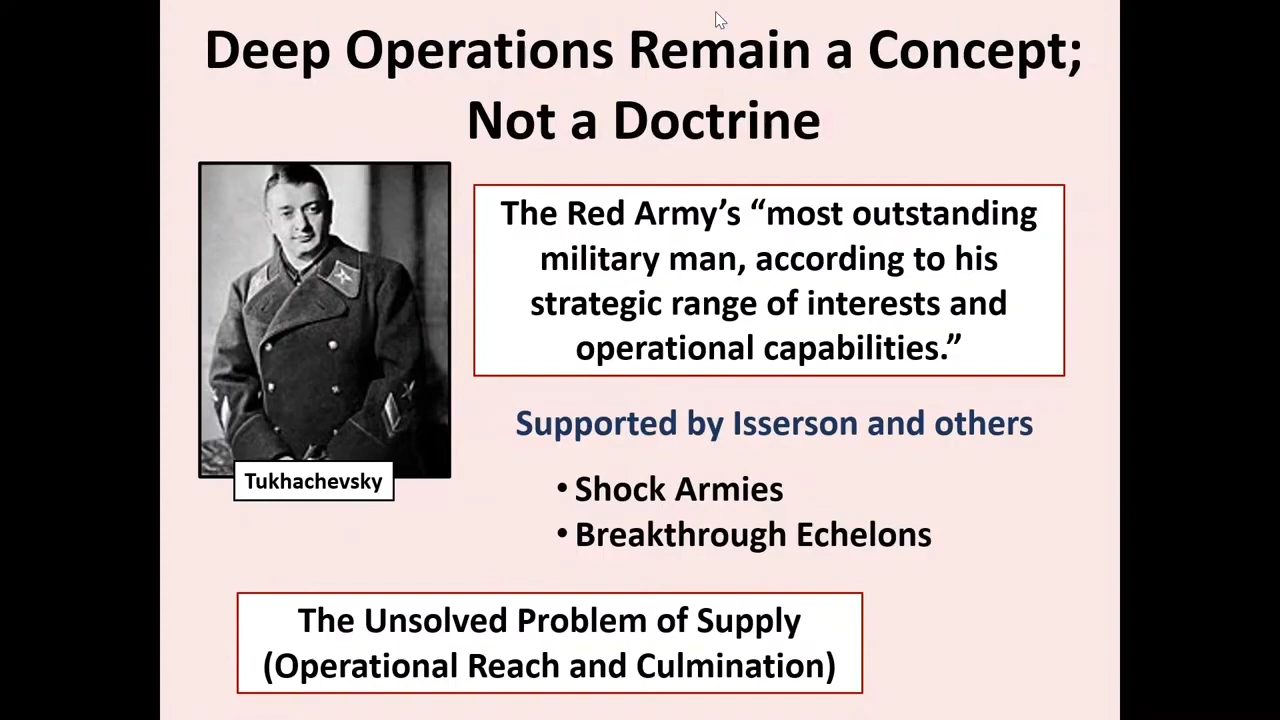 Deep Operations Remain a Concept;
Not a Doctrine
The Red Army’s “most outstanding
military man, according to his
strategic range of interests and
operational capabilities.”
Supported by Isserson and others
Tukhachevsky
• Shock Armies
• Breakthrough Echelons
The Unsolved Problem of Supply
(Operational Reach and Culmination)